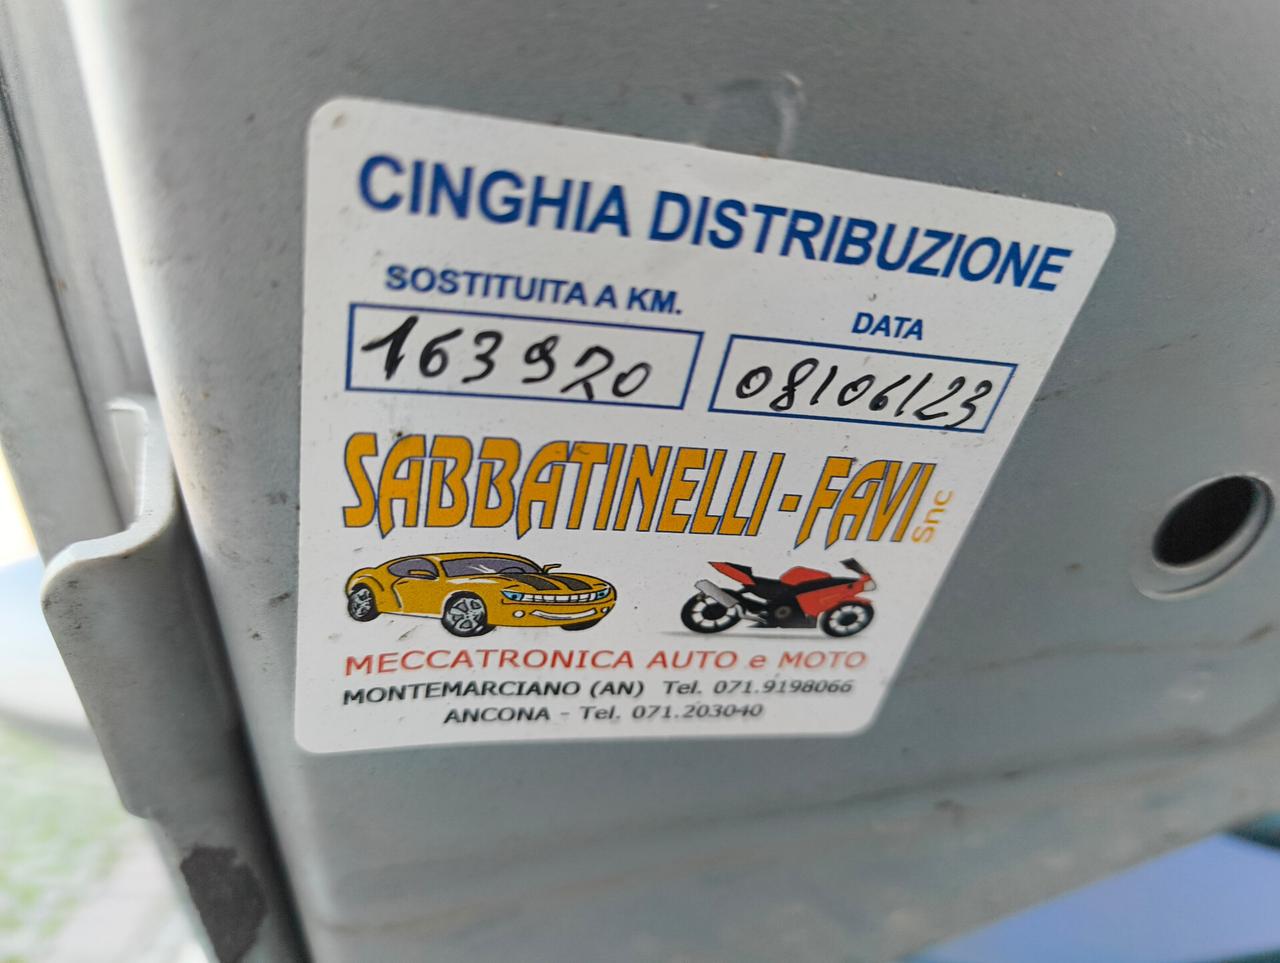 CINGHIA DISTRIBUZIONE
SOSTITUITA A KM. DATA
163920 08/06/23
SABBATINELLI-FAVI snc
MECCATRONICA AUTO e MOTO
MONTEMARCIANO (AN) Tel. 071.9198066
ANCONA - Tel. 071.203040